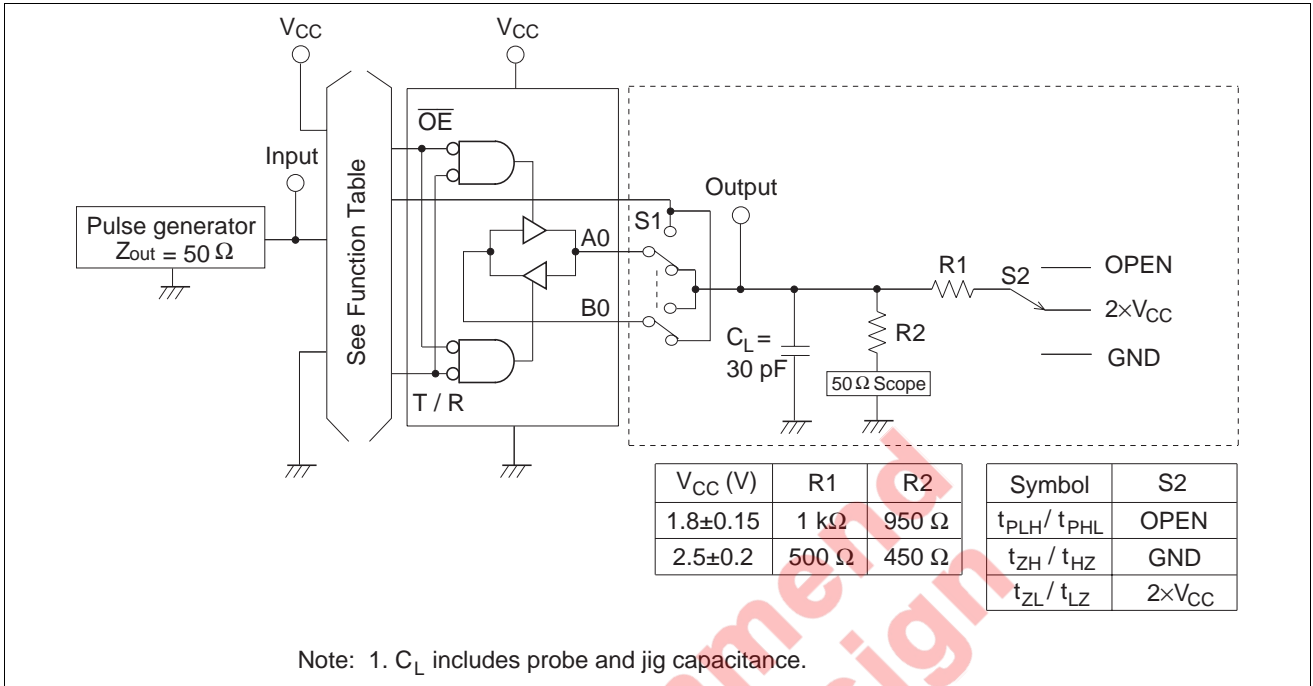 VCC
VCC
OE
Input
See Function Table
Pulse generator
Zout = 50 Ω
Output
S1
A0
B0
T / R
R1
S2
OPEN
2×VCC
GND
CL =
30 pF
R2
50 Ω Scope
VCC (V) R1 R2
1.8±0.15 1 kΩ 950 Ω
2.5±0.2 500 Ω 450 Ω
Symbol S2
tPLH / tPHL OPEN
tZH / tHZ GND
tZL / tLZ 2×VCC
Note: 1. CL includes probe and jig capacitance.